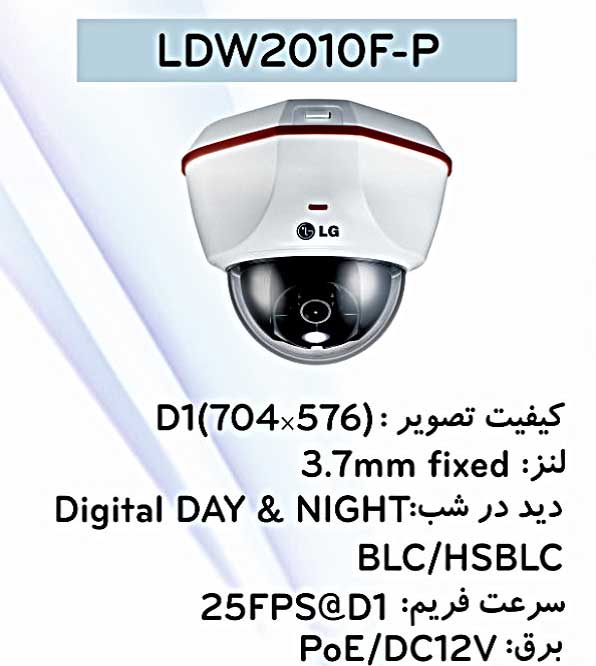 LDW2010F-P
LG
کیفیت تصویر : D1(704×576)
لنز: 3.7mm fixed
دید در شب:Digital DAY & NIGHT
BLC/HSBLC
سرعت فریم: 25FPS@D1
برق: PoE/DC12V